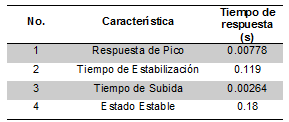 No. Característica Tiempo de respuesta (s)
1 Respuesta de Pico 0.00778
2 Tiempo de Estabilización 0.119
3 Tiempo de Subida 0.00264
4 Estado Estable 0.18